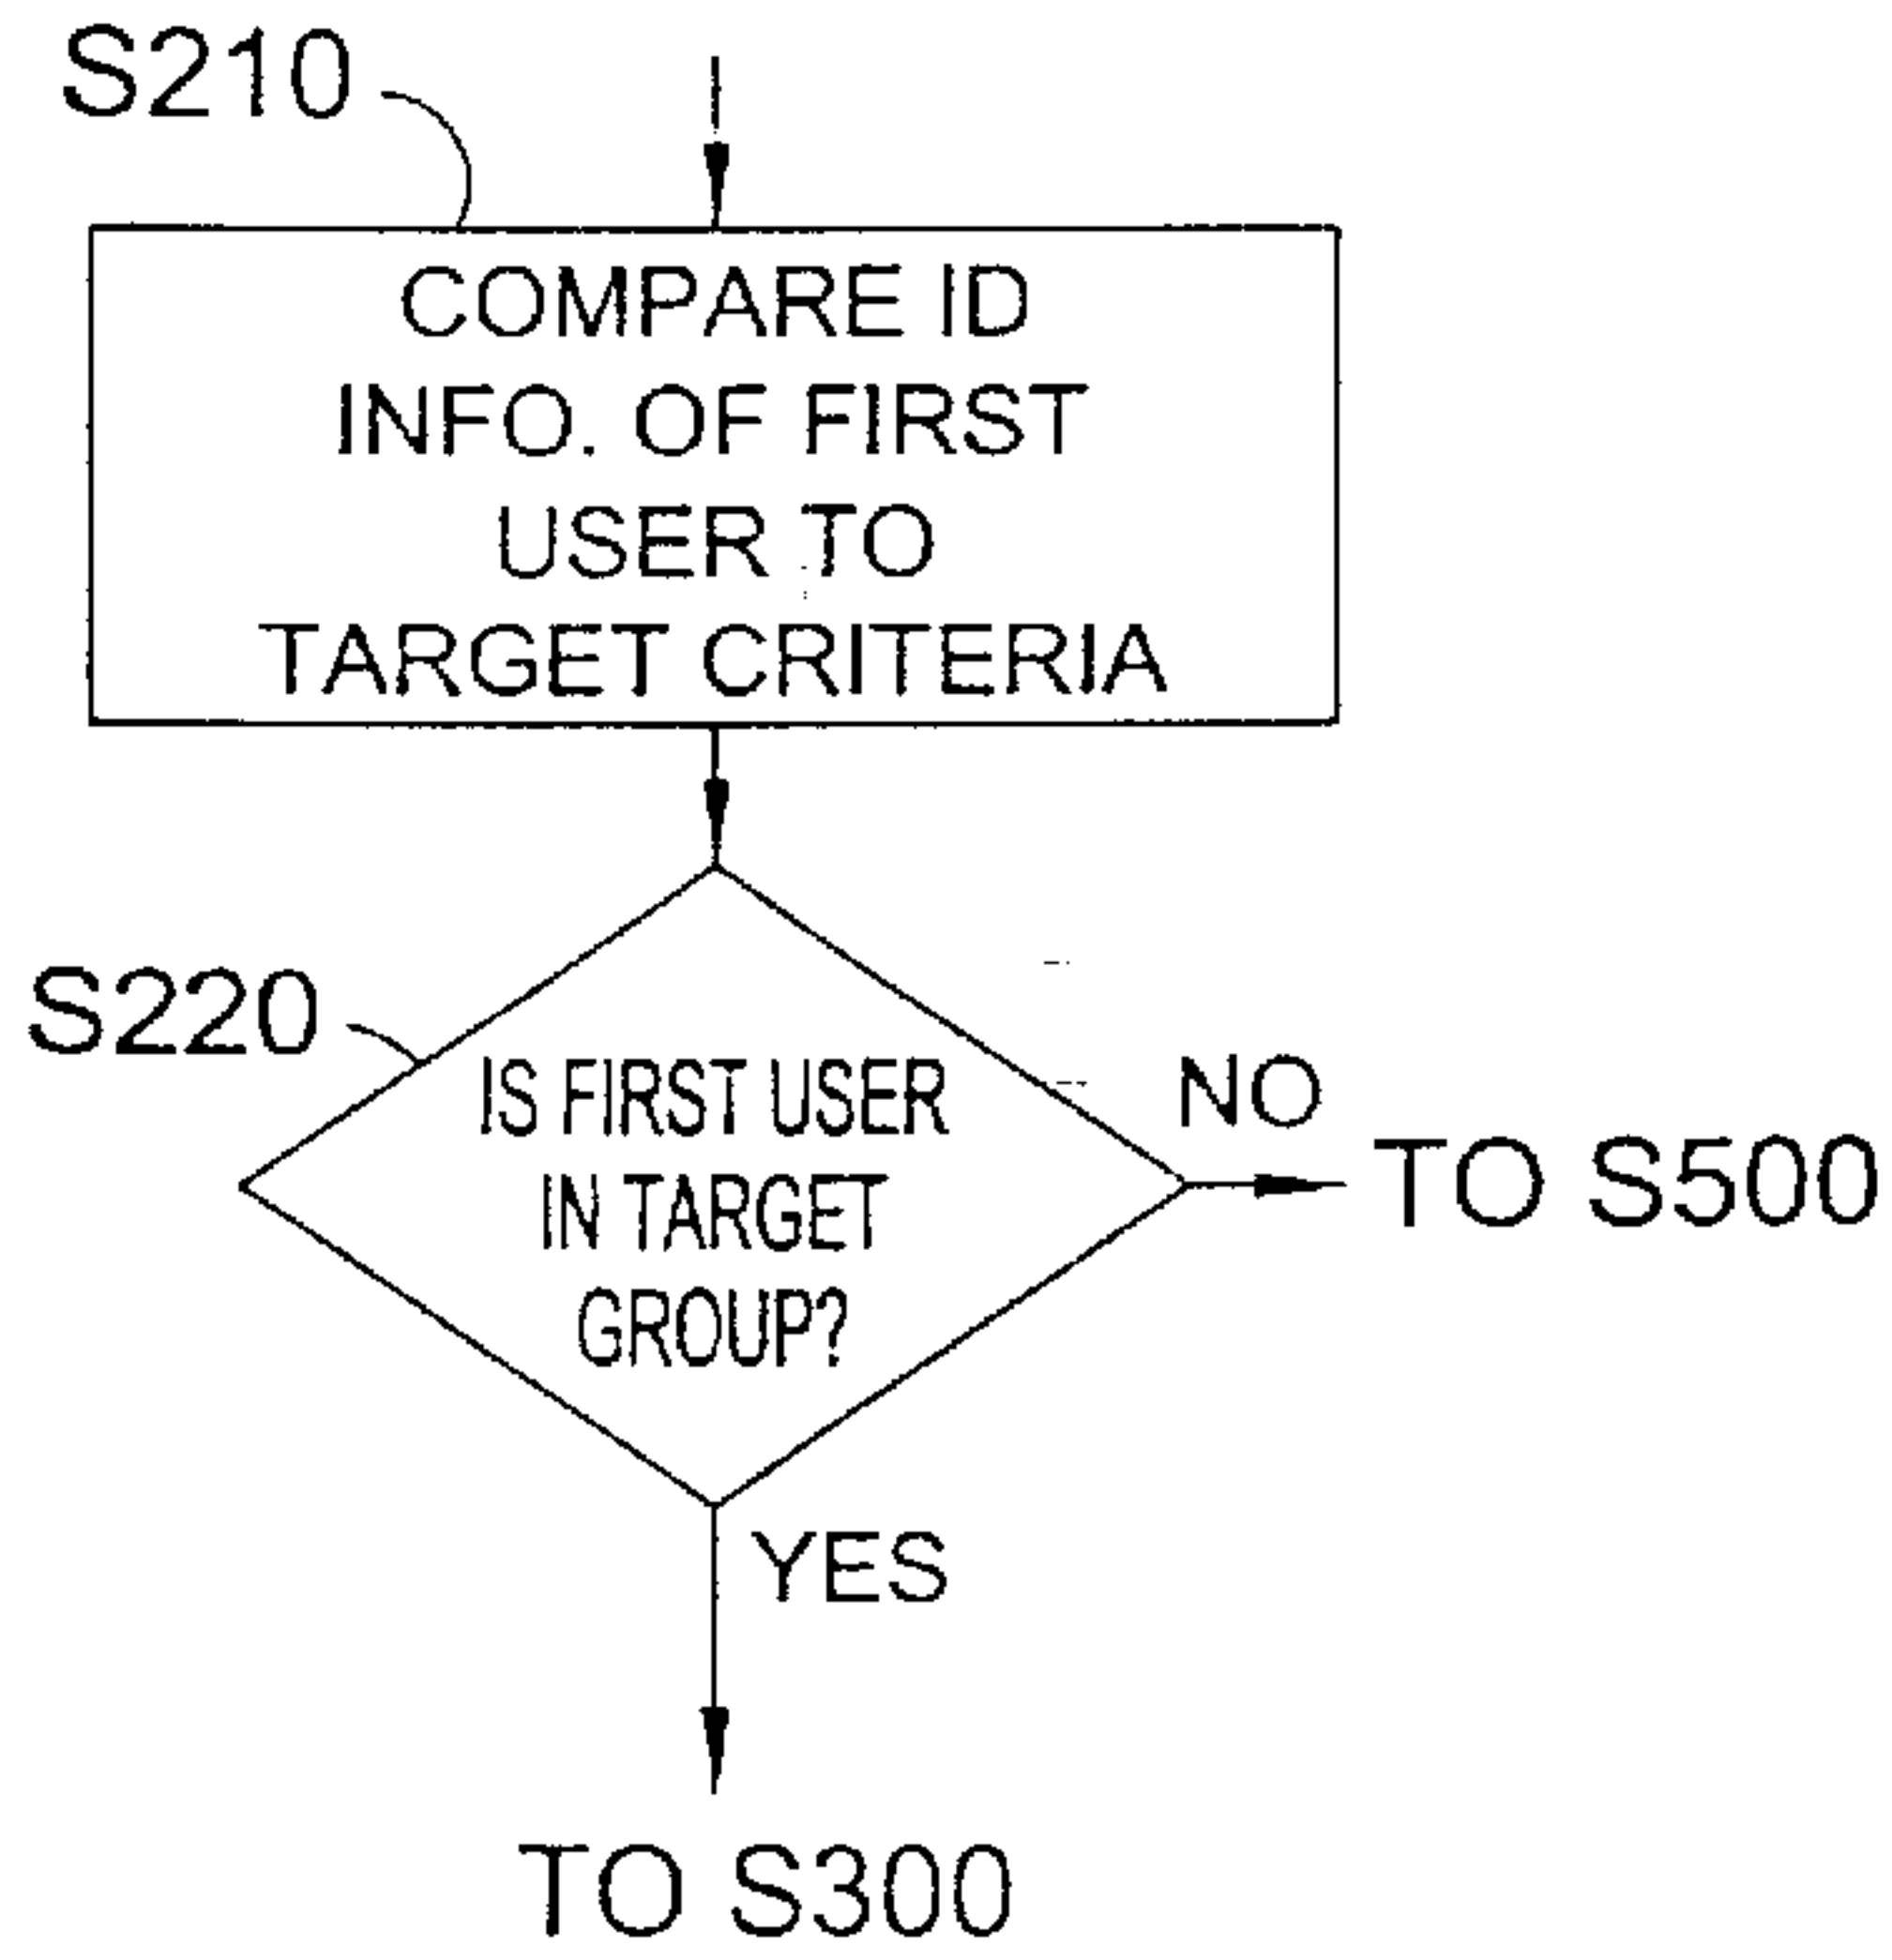 S210
COMPARE ID
INFO. OF FIRST
USER TO
TARGET CRITERIA
S220
IS FIRST USER
IN TARGET
GROUP?
NO
TO S500
YES
TO S300